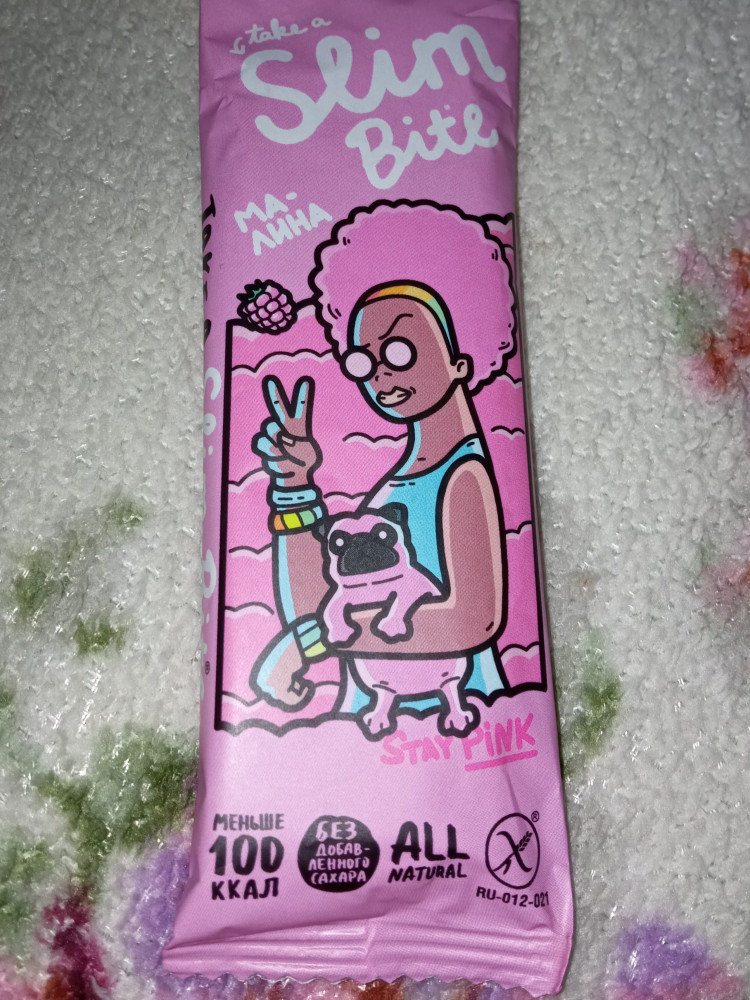 take a
Slim
Bite
МА-
ЛИНА
STAY PINK
МЕНЬШЕ
100
ККАЛ
БЕЗ
ДОБАВ-
ЛЕННОГО
САХАРА
ALL
NATURAL
®
RU-012-021